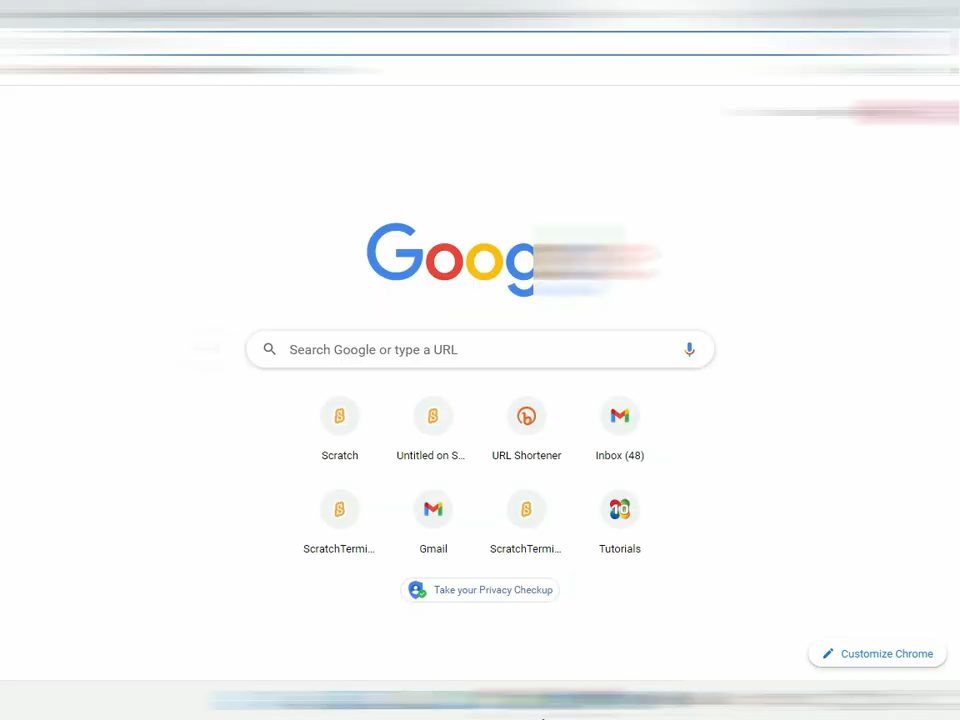 Goog
Search Google or type a URL
Scratch
Untitled on S...
URL Shortener
Inbox (48)
ScratchTermi...
Gmail
ScratchTermi...
10
Tutorials
Take your Privacy Checkup
Customize Chrome